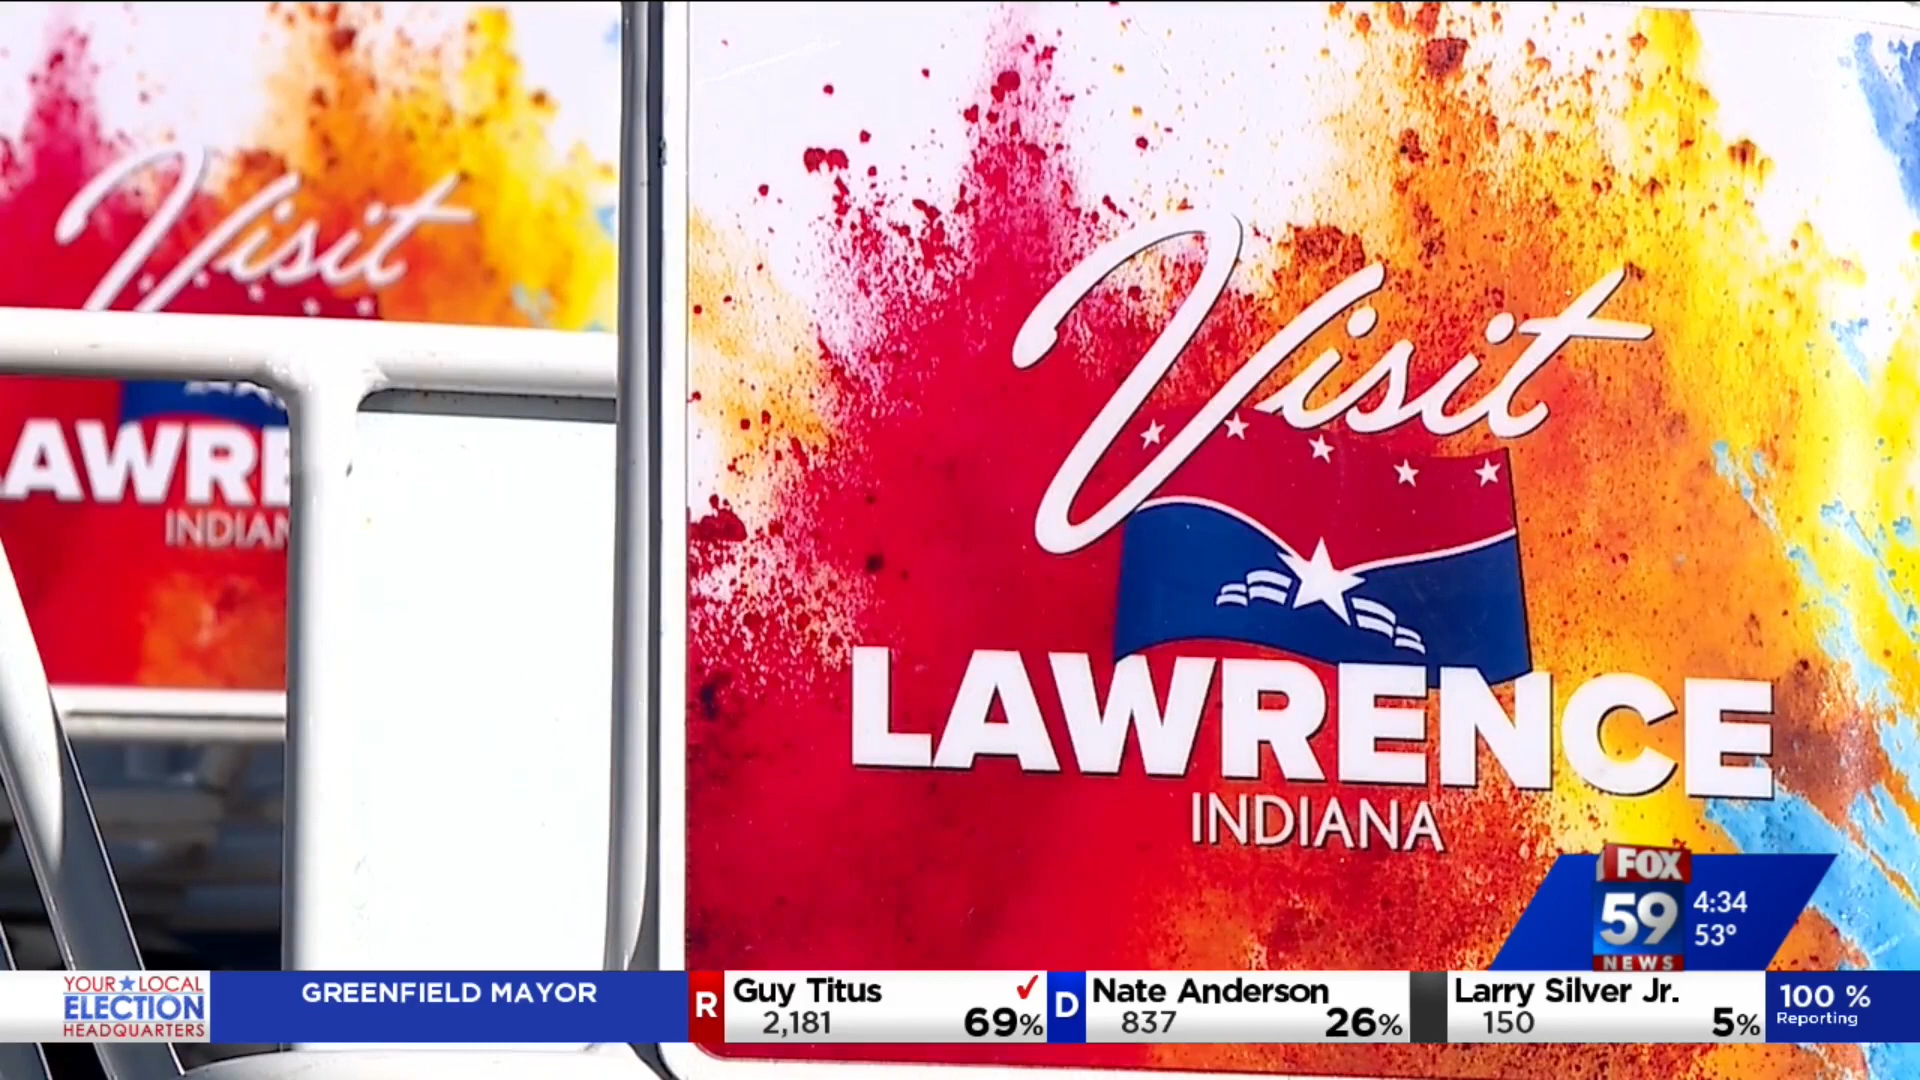 Visit
LAWRE
INDIAN
Visit
LAWRENCE
INDIANA
FOX
59
NEWS
4:34
53°
YOUR LOCAL
ELECTION
HEADQUARTERS
GREENFIELD MAYOR
R
Guy Titus
2,181
69%
D
Nate Anderson
837
26%
Larry Silver Jr.
150
5%
100 %
Reporting